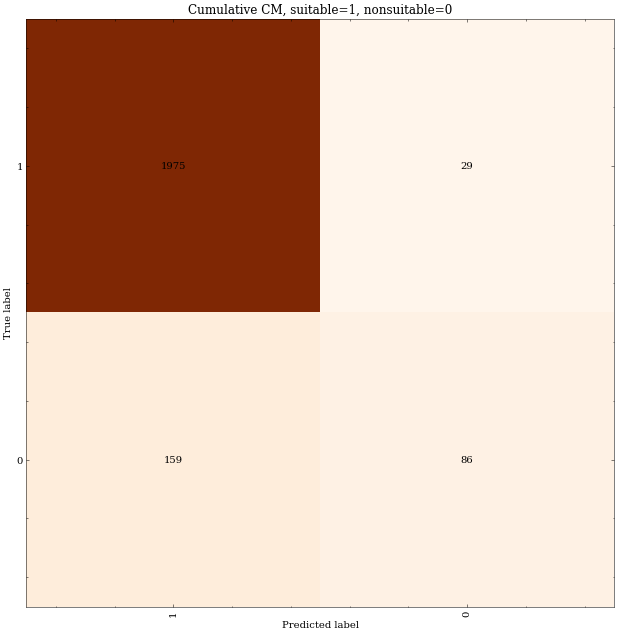 Cumulative CM, suitable=1, nonsuitable=0
1
1975
29
True label
0
159
86
1
0
Predicted label